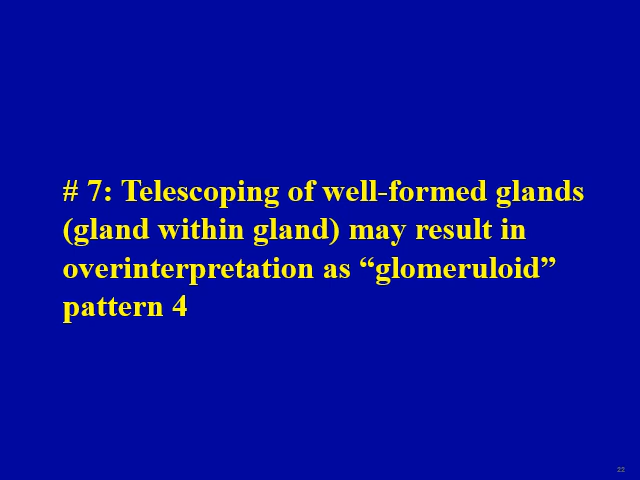 # 7: Telescoping of well-formed glands
(gland within gland) may result in
overinterpretation as “glomeruloid”
pattern 4
22